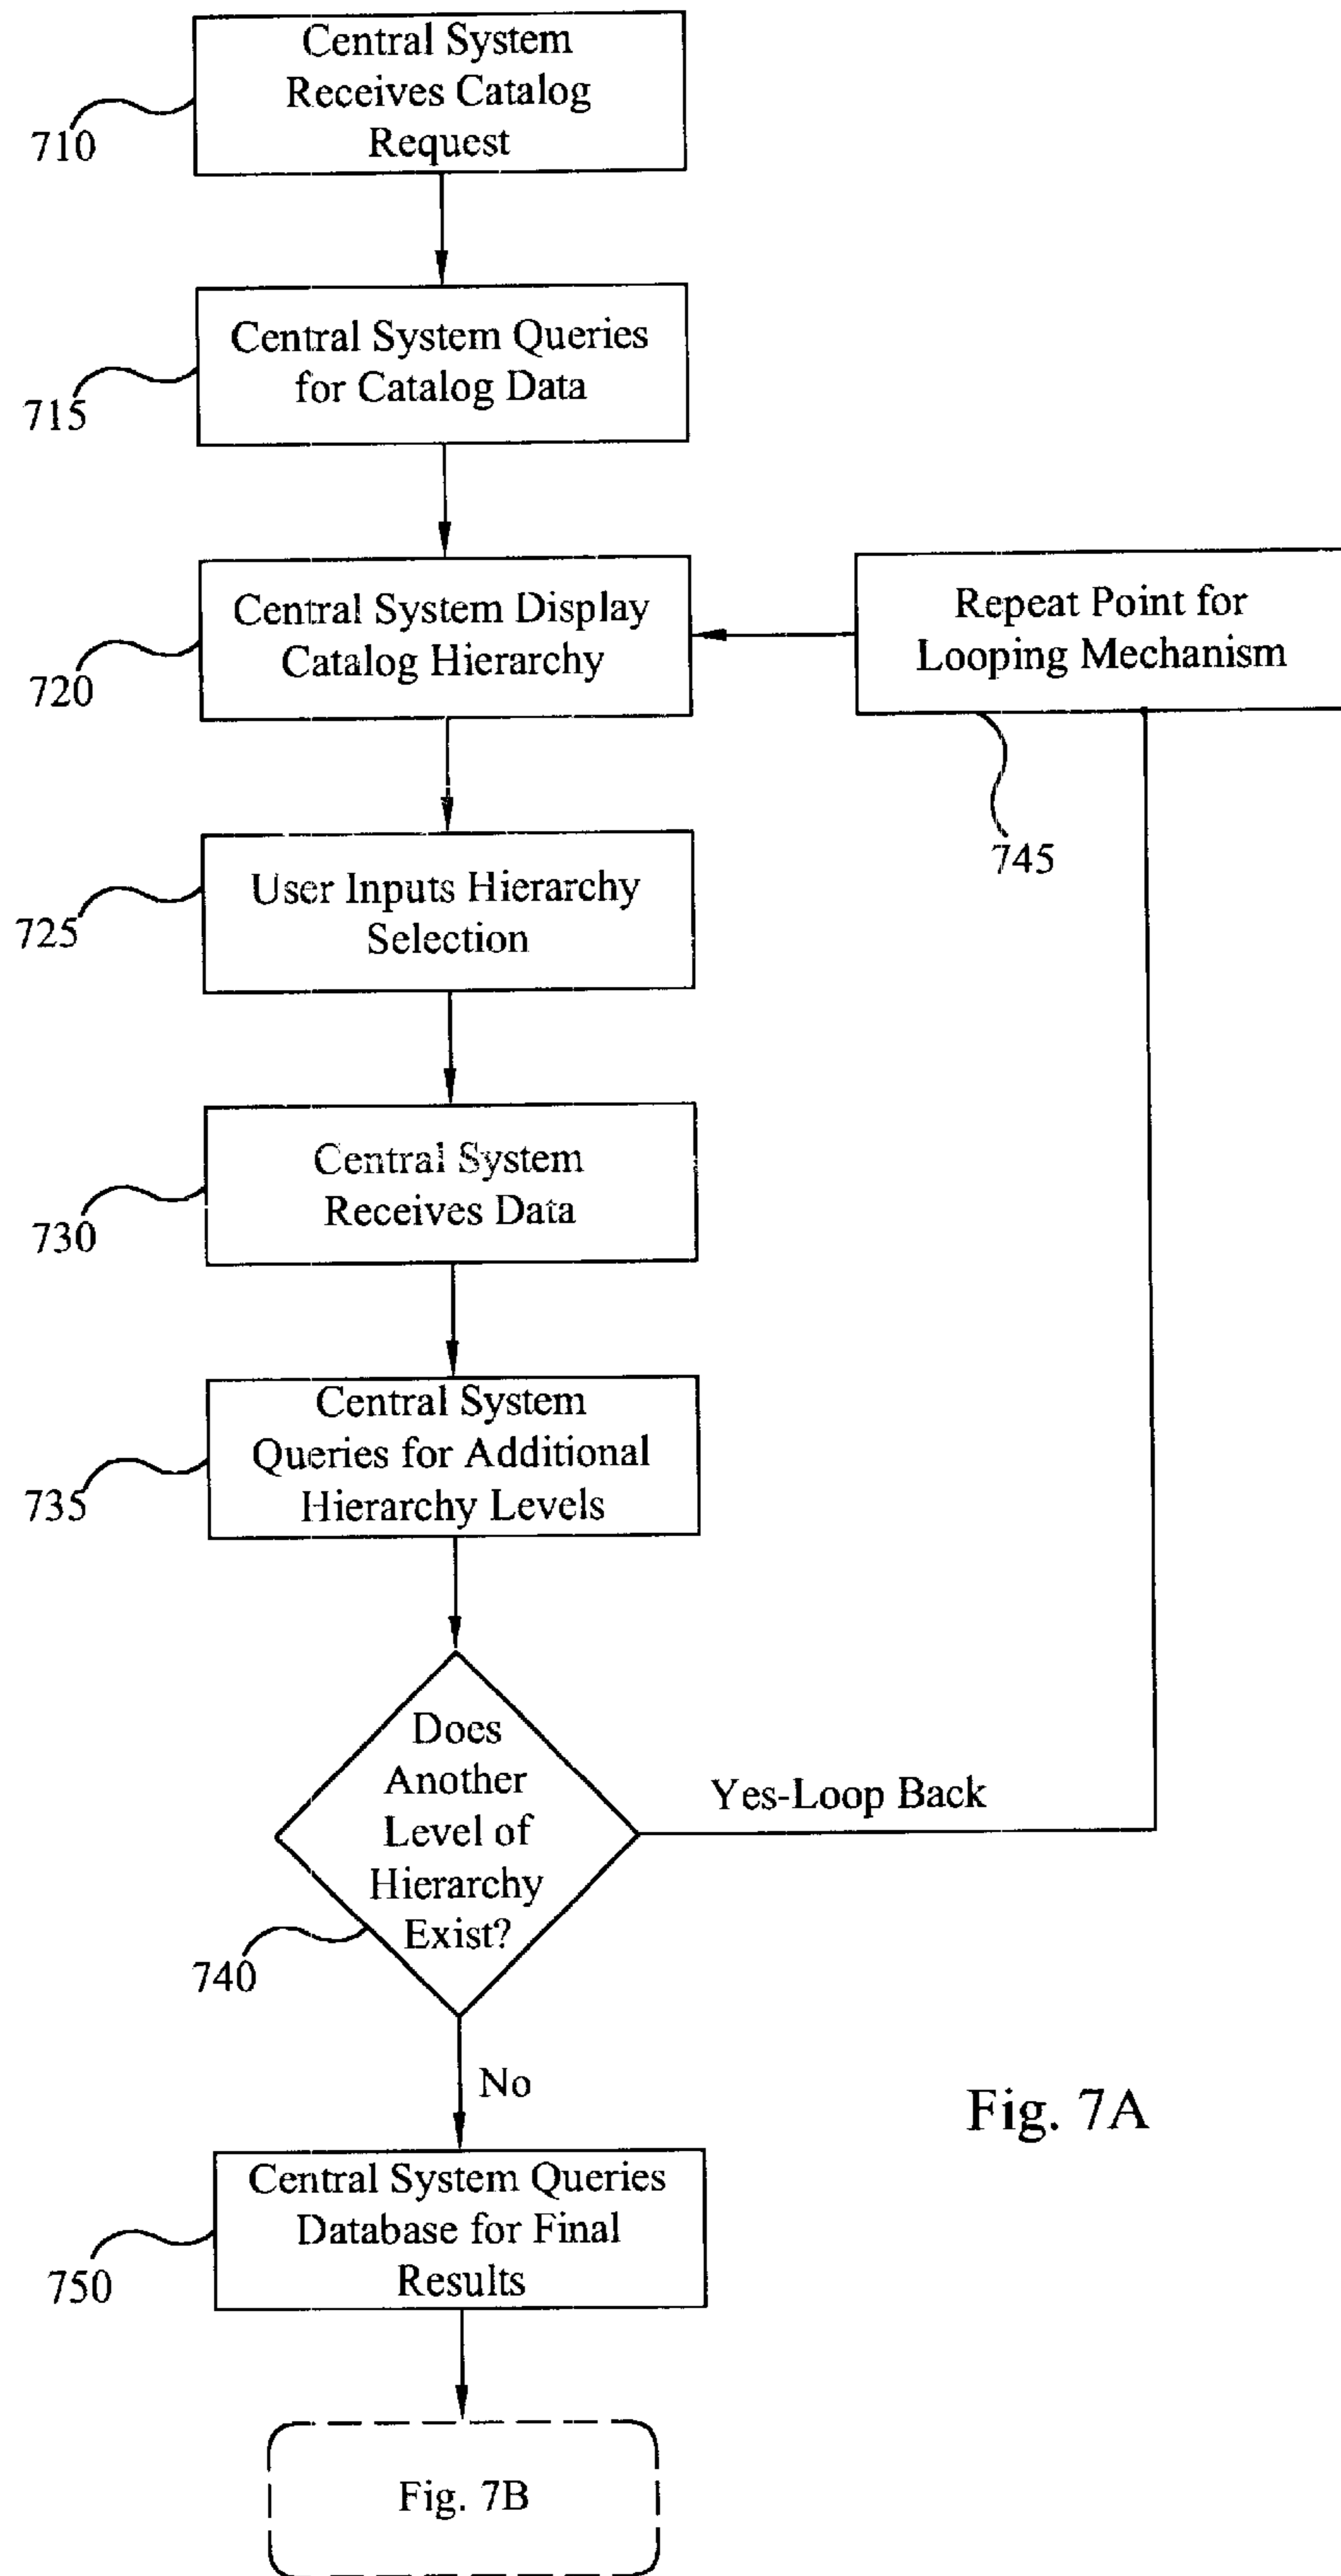 Central System
Receives Catalog
Request
710
Central System Queries
for Catalog Data
715
Central System Display
Catalog Hierarchy
720
Repeat Point for
Looping Mechanism
745
User Inputs Hierarchy
Selection
725
Central System
Receives Data
730
Central System
Queries for Additional
Hierarchy Levels
735
Does
Another
Level of
Hierarchy
Exist?
740
Yes-Loop Back
No
Central System Queries
Database for Final
Results
750
Fig. 7B
Fig. 7A